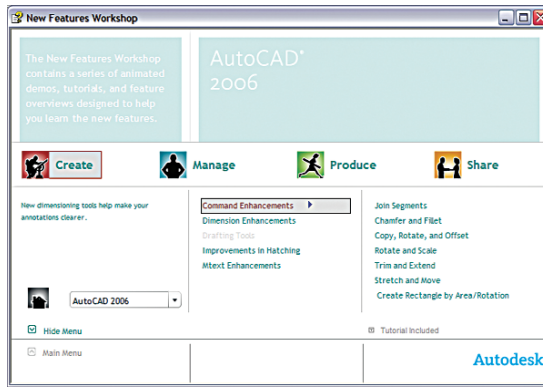 New Features Workshop
The New Features Workshop
contains a series of animated
demos, tutorials, and feature
overviews designed to help
you learn the new features.
AutoCAD®
2006
Create
Manage
Produce
Share
New dimensioning tools help make your
annotations clearer.
Command Enhancements
Dimension Enhancements
Drafting Tools
Improvements in Hatching
Mtext Enhancements
Join Segments
Chamfer and Fillet
Copy, Rotate, and Offset
Rotate and Scale
Trim and Extend
Stretch and Move
Create Rectangle by Area/Rotation
AutoCAD 2006
Hide Menu
Tutorial Included
Main Menu
Autodesk